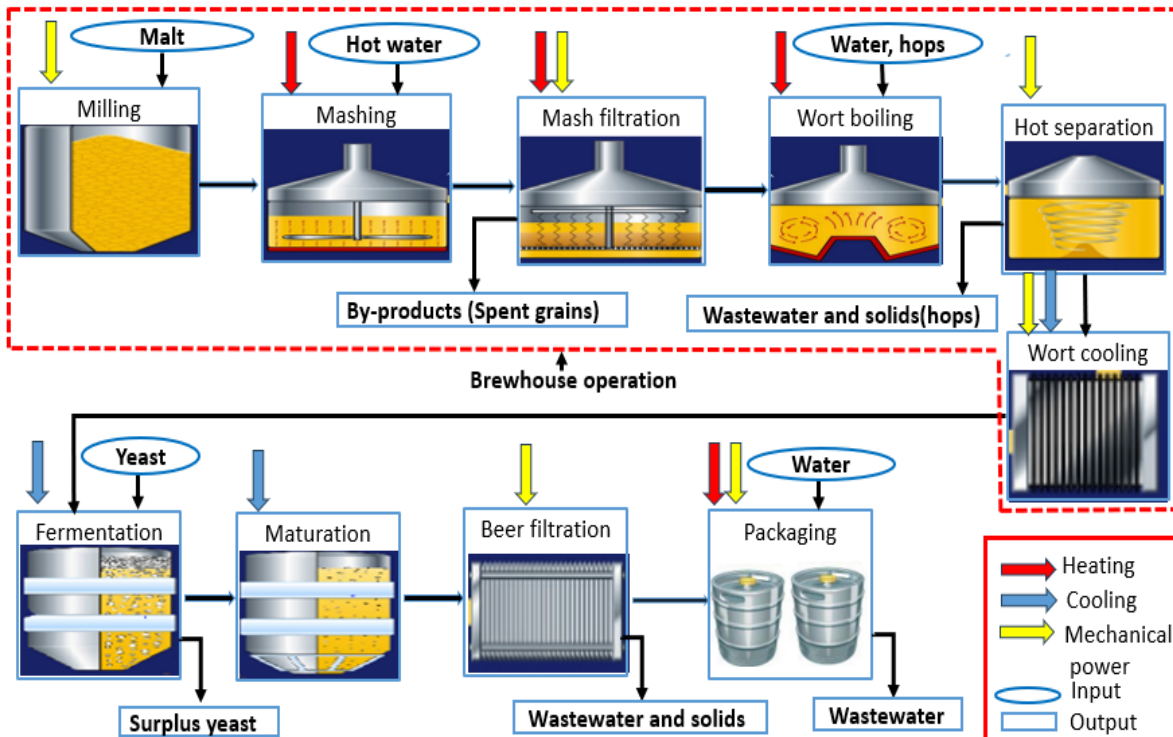 Malt
Hot water
Water, hops
Milling
Mashing
Mash filtration
Wort boiling
Hot separation
By-products (Spent grains)
Wastewater and solids(hops)
Wort cooling
Brewhouse operation
Yeast
Water
Fermentation
Maturation
Beer filtration
Packaging
Surplus yeast
Wastewater and solids
Wastewater
Heating
Cooling
Mechanical
power
Input
Output